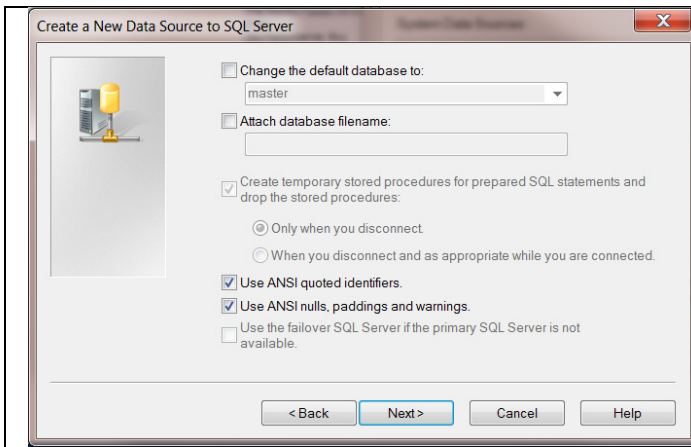 Create a New Data Source to SQL Server
System Data Sources
Change the default database to:
master
Attach database filename:
Create temporary stored procedures for prepared SQL statements and
drop the stored procedures:
Only when you disconnect.
When you disconnect and as appropriate while you are connected.
Use ANSI quoted identifiers.
Use ANSI nulls, paddings and warnings.
Use the failover SQL Server if the primary SQL Server is not
available.
< Back
Next >
Cancel
Help